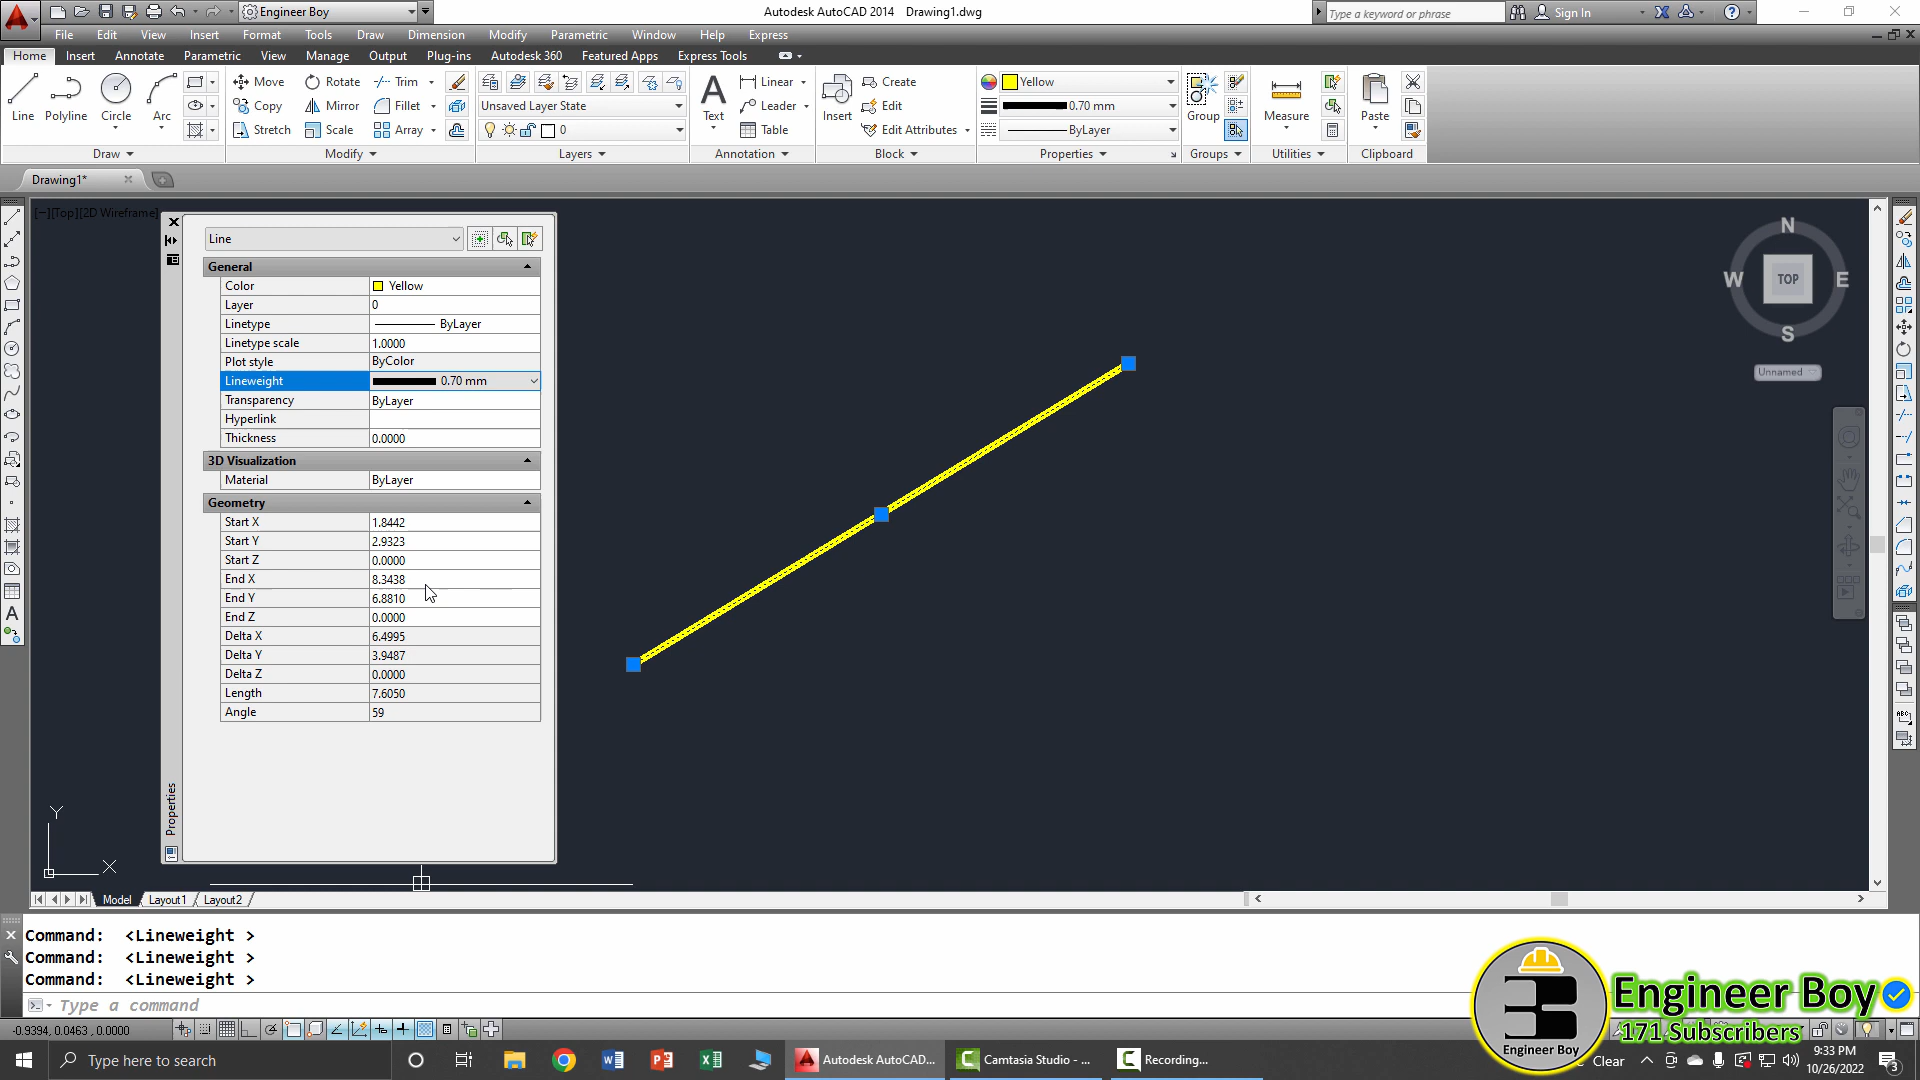 Engineer Boy
Autodesk AutoCAD 2014 Drawing1.dwg
Type a keyword or phrase
Sign In
File Edit View Insert Format Tools Draw Dimension Modify Parametric Window Help Express
Home Insert Annotate Parametric View Manage Output Plug-ins Autodesk 360 Featured Apps Express Tools
Line Polyline Circle Arc
Move Rotate Trim
Copy Mirror Fillet
Stretch Scale Array
Unsaved Layer State
0
Text
Linear
Leader
Table
Insert
Create
Edit
Edit Attributes
Yellow
0.70 mm
ByLayer
Group
Measure
Paste
Draw Modify Layers Annotation Block Properties Groups Utilities Clipboard
Drawing1*
[−][Top][2D Wireframe]
Line
General
Color Yellow
Layer 0
Linetype ByLayer
Linetype scale 1.0000
Plot style ByColor
Lineweight 0.70 mm
Transparency ByLayer
Hyperlink
Thickness 0.0000
3D Visualization
Material ByLayer
Geometry
Start X 1.8442
Start Y 2.9323
Start Z 0.0000
End X 8.3438
End Y 6.8810
End Z 0.0000
Delta X 6.4995
Delta Y 3.9487
Delta Z 0.0000
Length 7.6050
Angle 59
Properties
N
W TOP E
S
Unnamed
Y
X
Model Layout1 Layout2
Command: <Lineweight >
Command: <Lineweight >
Command: <Lineweight >
Type a command
-0.9394, 0.0463 , 0.0000
Engineer Boy
Engineer Boy
171 Subscribers
Type here to search
Autodesk AutoCAD...
Camtasia Studio - ...
Recording...
Clear
9:33 PM
10/26/2022
3